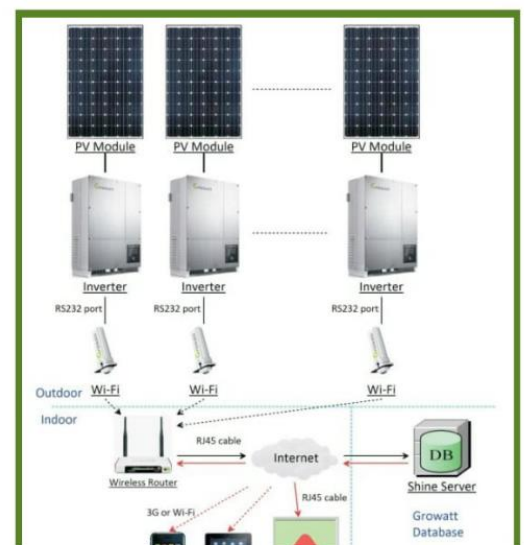 PV Module PV Module PV Module
Inverter Inverter Inverter
RS232 port RS232 port RS232 port
Outdoor Wi-Fi Wi-Fi Wi-Fi
Indoor
RJ45 cable
Internet
DB
Wireless Router
Shine Server
RJ45 cable
3G or Wi-Fi
Growatt
Database